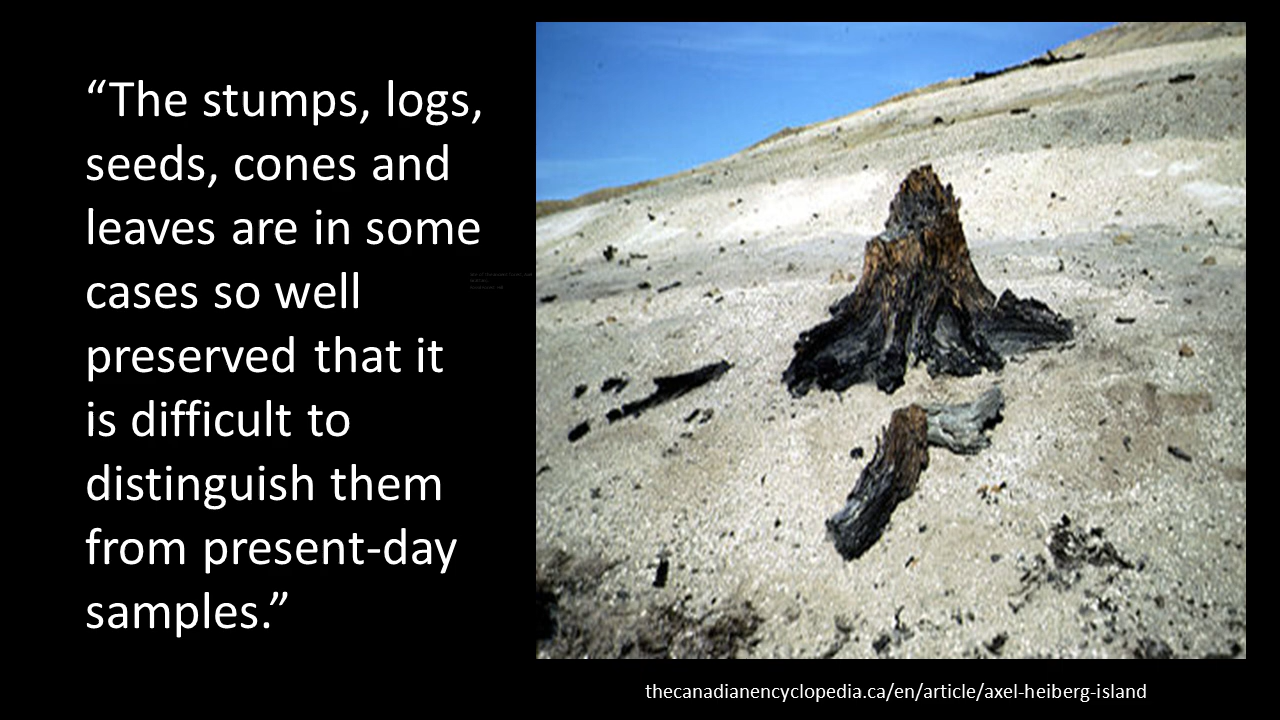 “The stumps, logs,
seeds, cones and
leaves are in some
cases so well
preserved that it
is difficult to
distinguish them
from present-day
samples.”
thecanadianencyclopedia.ca/en/article/axel-heiberg-island